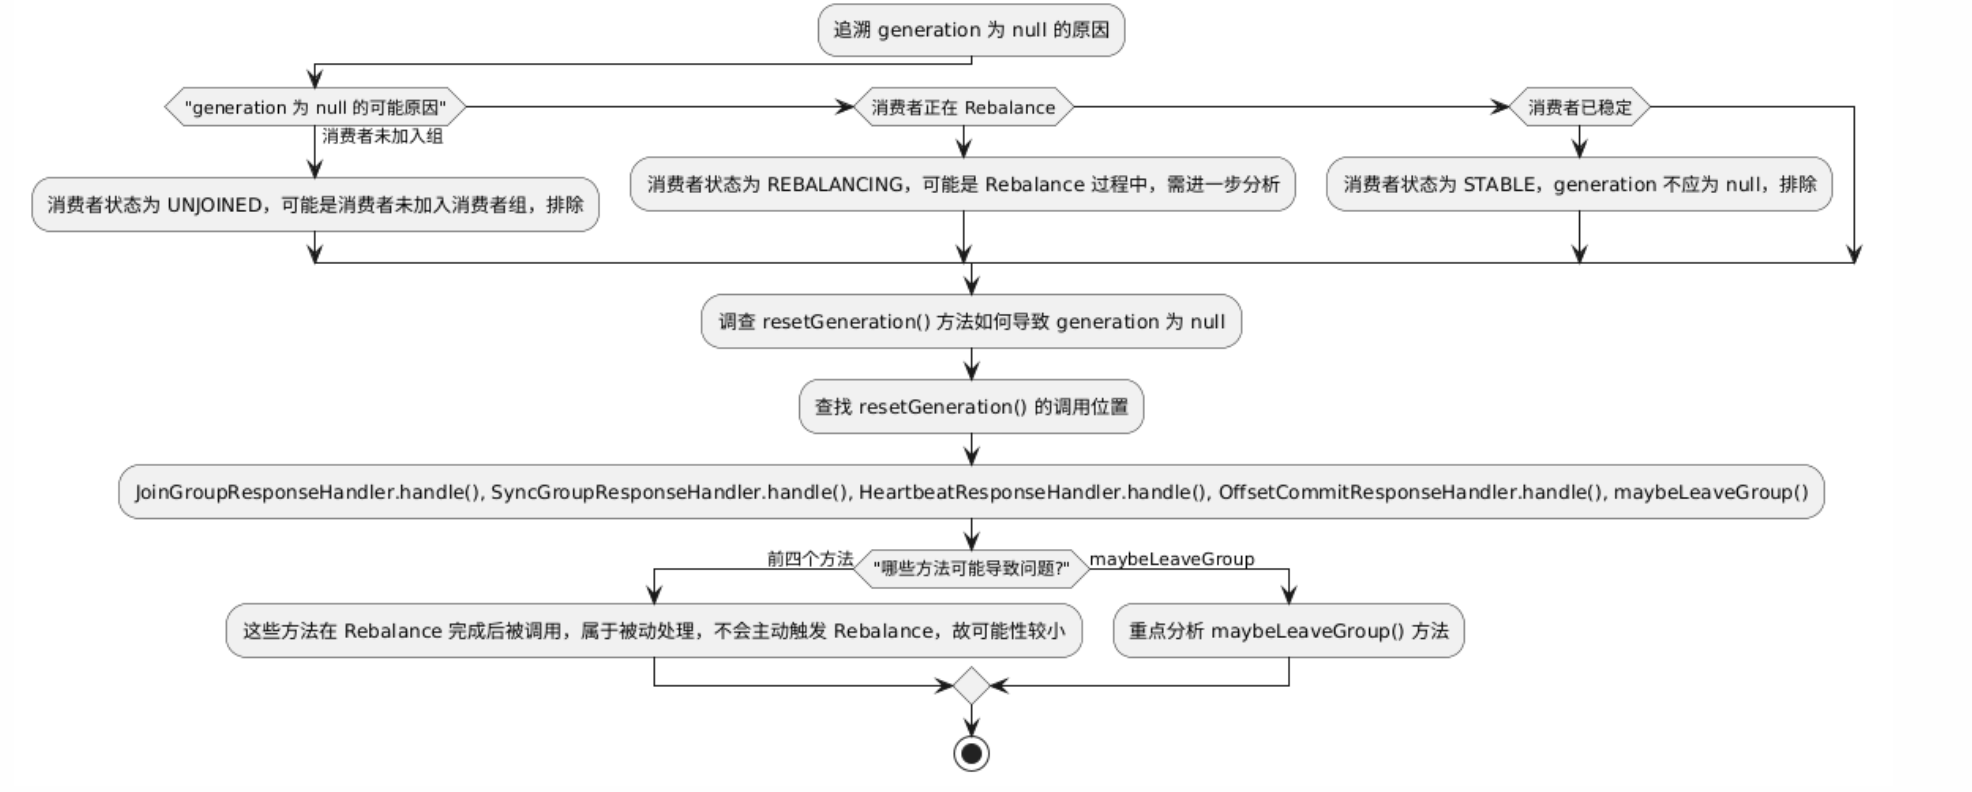 追溯 generation 为 null 的原因
"generation 为 null 的可能原因"
消费者正在 Rebalance
消费者已稳定
消费者未加入组
消费者状态为 UNJOINED，可能是消费者未加入消费者组，排除
消费者状态为 REBALANCING，可能是 Rebalance 过程中，需进一步分析
消费者状态为 STABLE，generation 不应为 null，排除
调查 resetGeneration() 方法如何导致 generation 为 null
查找 resetGeneration() 的调用位置
JoinGroupResponseHandler.handle(), SyncGroupResponseHandler.handle(), HeartbeatResponseHandler.handle(), OffsetCommitResponseHandler.handle(), maybeLeaveGroup()
前四个方法
"哪些方法可能导致问题?"
maybeLeaveGroup
这些方法在 Rebalance 完成后被调用，属于被动处理，不会主动触发 Rebalance，故可能性较小
重点分析 maybeLeaveGroup() 方法